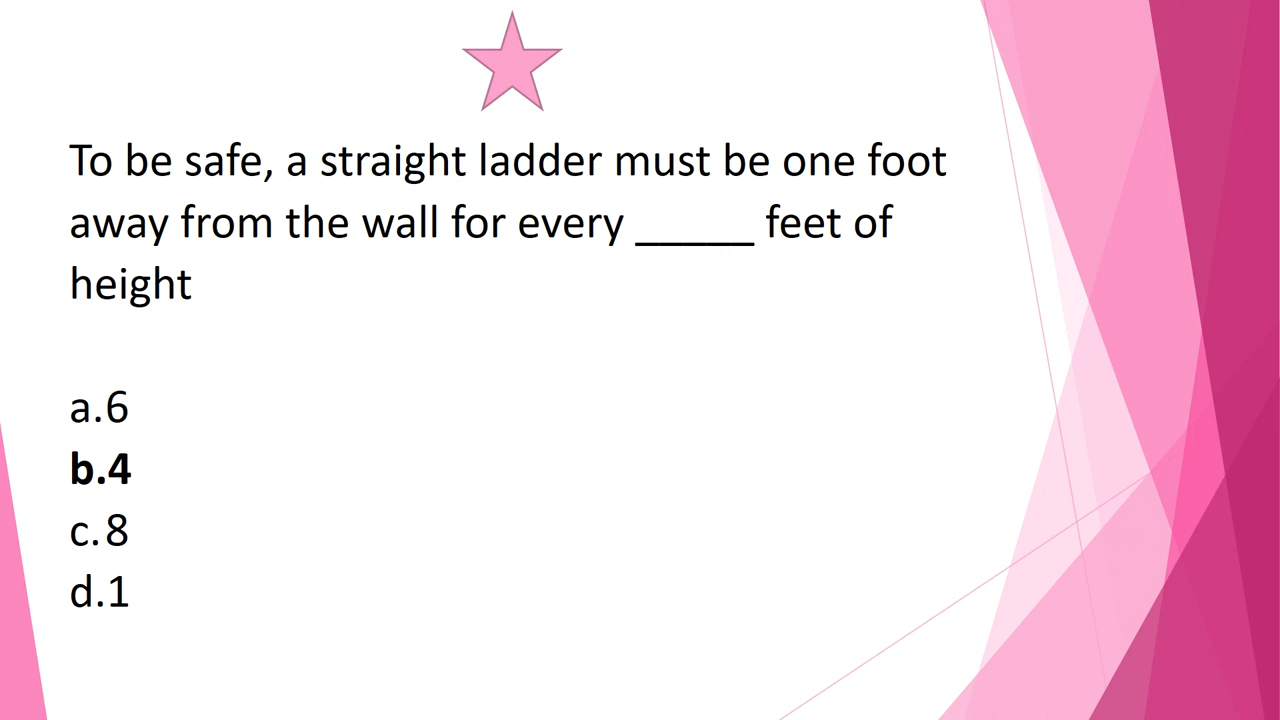 To be safe, a straight ladder must be one foot
away from the wall for every _____ feet of
height
a.6
b.4
c.8
d.1